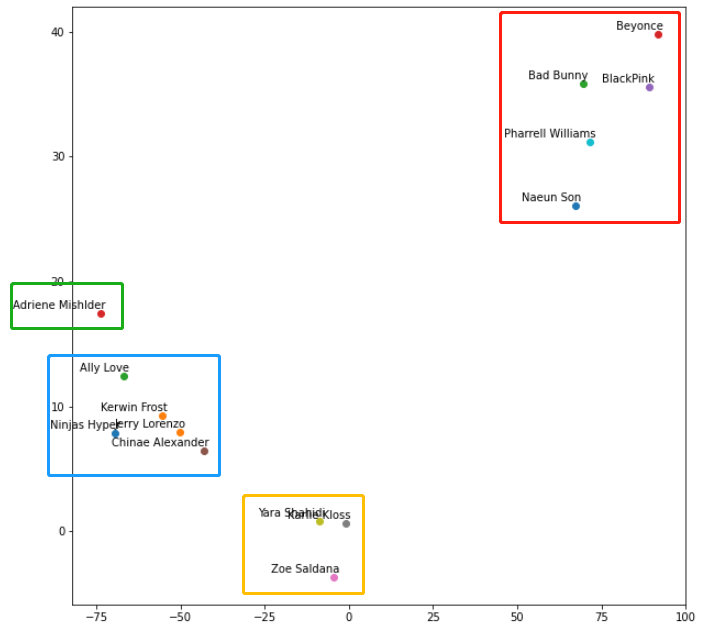 40
Beyonce
Bad Bunny
BlackPink
30
Pharrell Williams
Naeun Son
20
Adriene Mishlder
Ally Love
10
Kerwin Frost
Ninjas Hyper
Jerry Lorenzo
Chinae Alexander
0
Yara Shahidi
Karlie Kloss
Zoe Saldana
−75 −50 −25 0 25 50 75 100